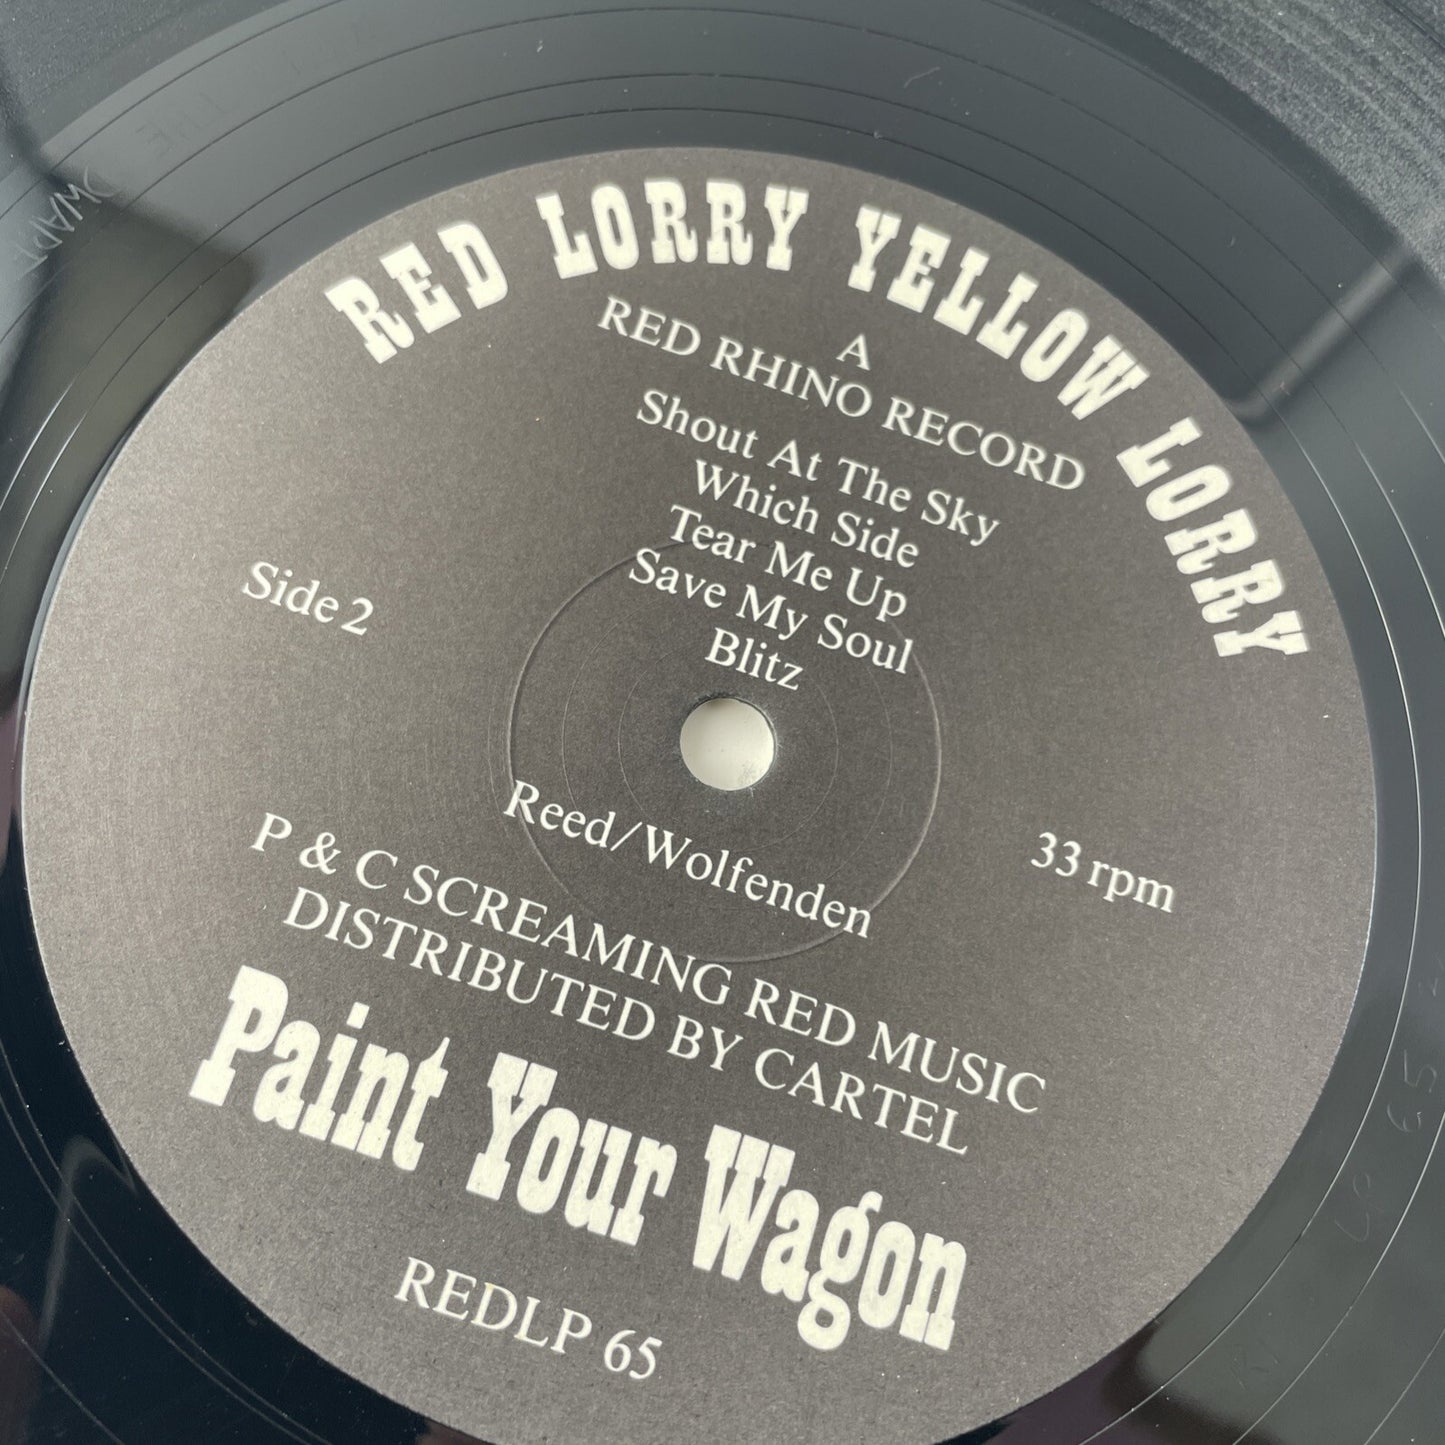 RED LORRY YELLOW LORRY
A
RED RHINO RECORD
Shout At The Sky
Which Side
Tear Me Up
Save My Soul
Blitz
Side 2
Reed/Wolfenden
33 rpm
P & C SCREAMING RED MUSIC
DISTRIBUTED BY CARTEL
Paint Your Wagon
REDLP 65
THE